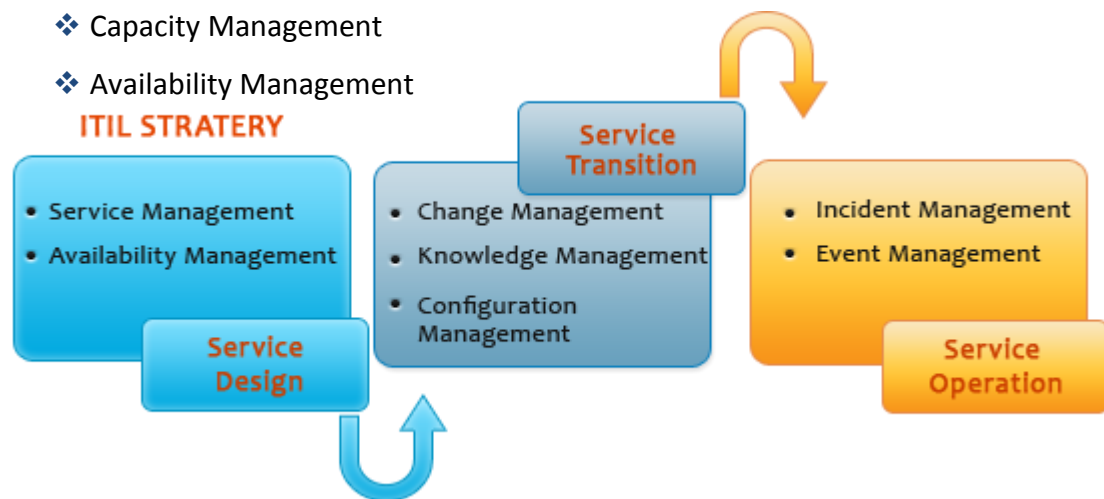 ❖ Capacity Management
❖ Availability Management
ITIL STRATERY
• Service Management
• Availability Management
Service
Design
Service
Transition
• Change Management
• Knowledge Management
• Configuration
Management
• Incident Management
• Event Management
Service
Operation